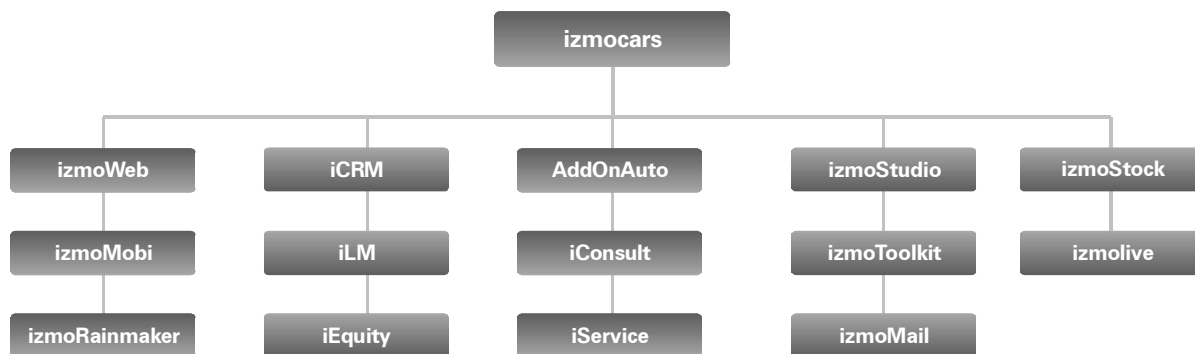 izmocars
izmoWeb
iCRM
AddOnAuto
izmoStudio
izmoStock
izmoMobi
iLM
iConsult
izmoToolkit
izmolive
izmoRainmaker
iEquity
iService
izmoMail